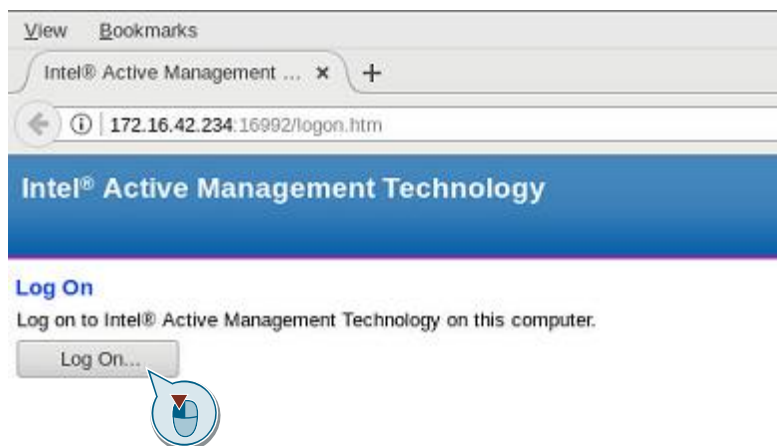 View Bookmarks
Intel® Active Management ... × +
172.16.42.234:16992/logon.htm
Intel® Active Management Technology
Log On
Log on to Intel® Active Management Technology on this computer.
Log On...